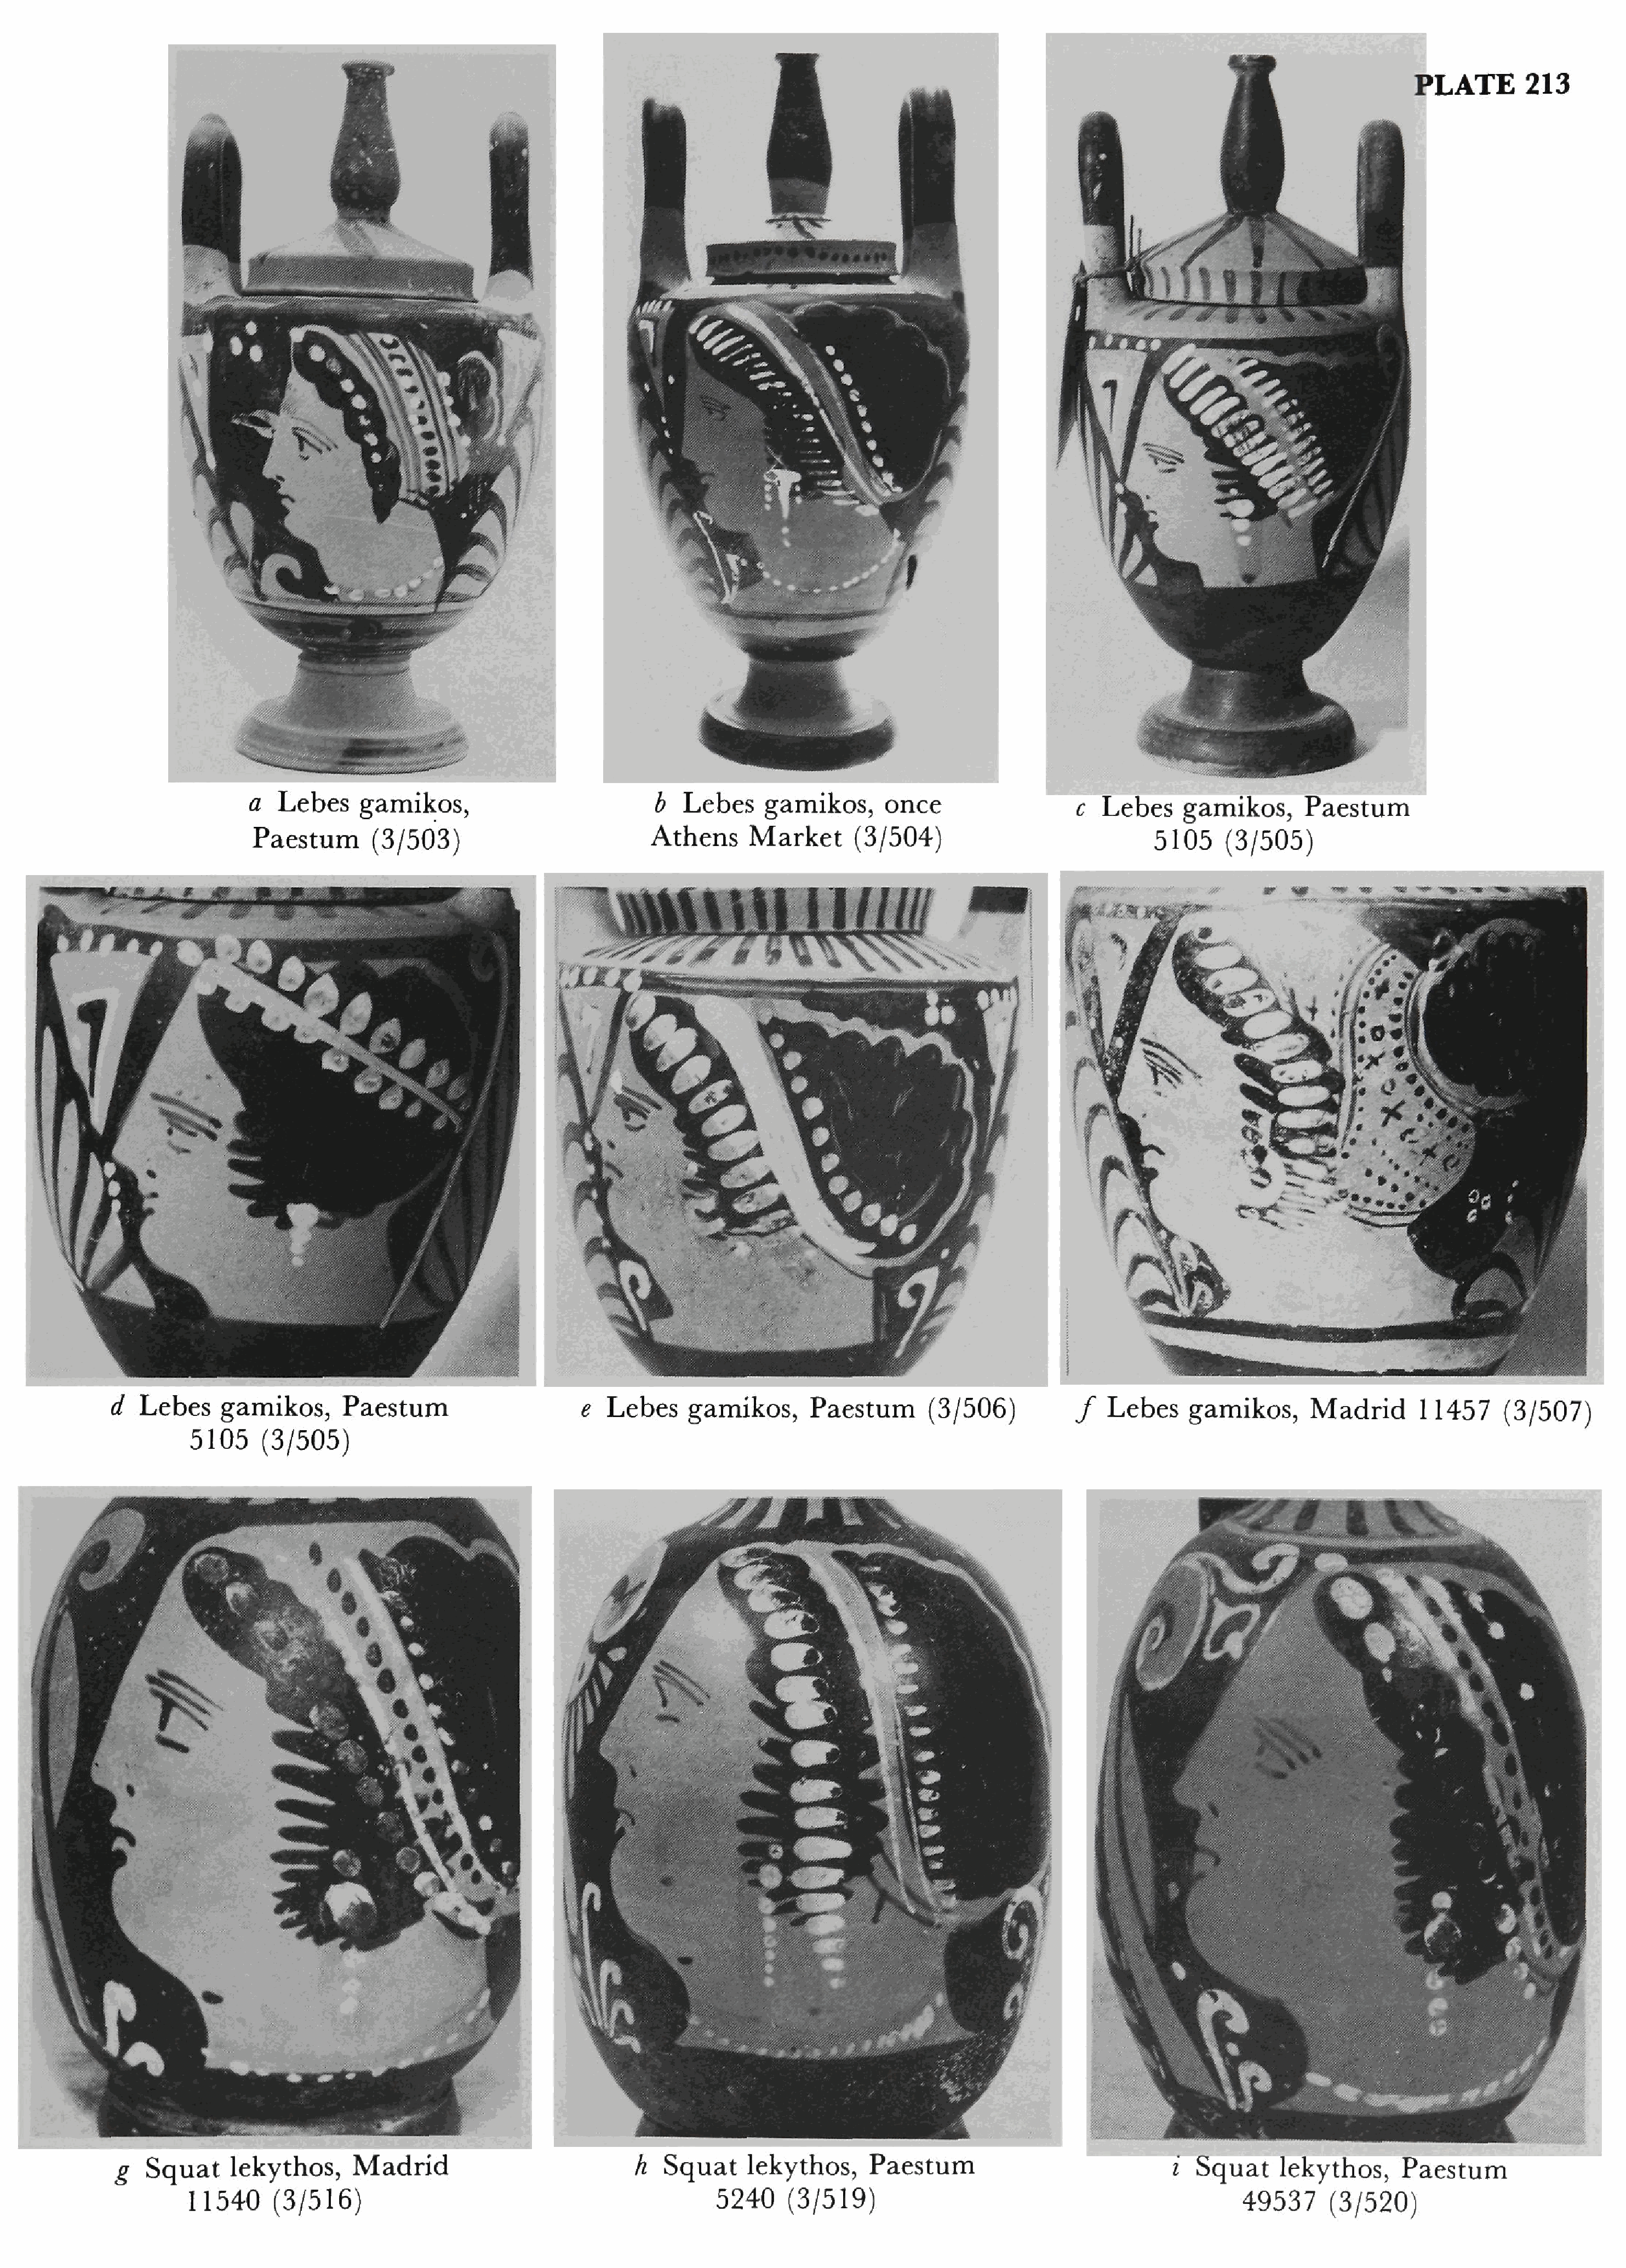 PLATE 213
a Lebes gamikos,
Paestum (3/503)
b Lebes gamikos, once
Athens Market (3/504)
c Lebes gamikos, Paestum
5105 (3/505)
d Lebes gamikos, Paestum
5105 (3/505)
e Lebes gamikos, Paestum (3/506)
f Lebes gamikos, Madrid 11457 (3/507)
g Squat lekythos, Madrid
11540 (3/516)
h Squat lekythos, Paestum
5240 (3/519)
i Squat lekythos, Paestum
49537 (3/520)